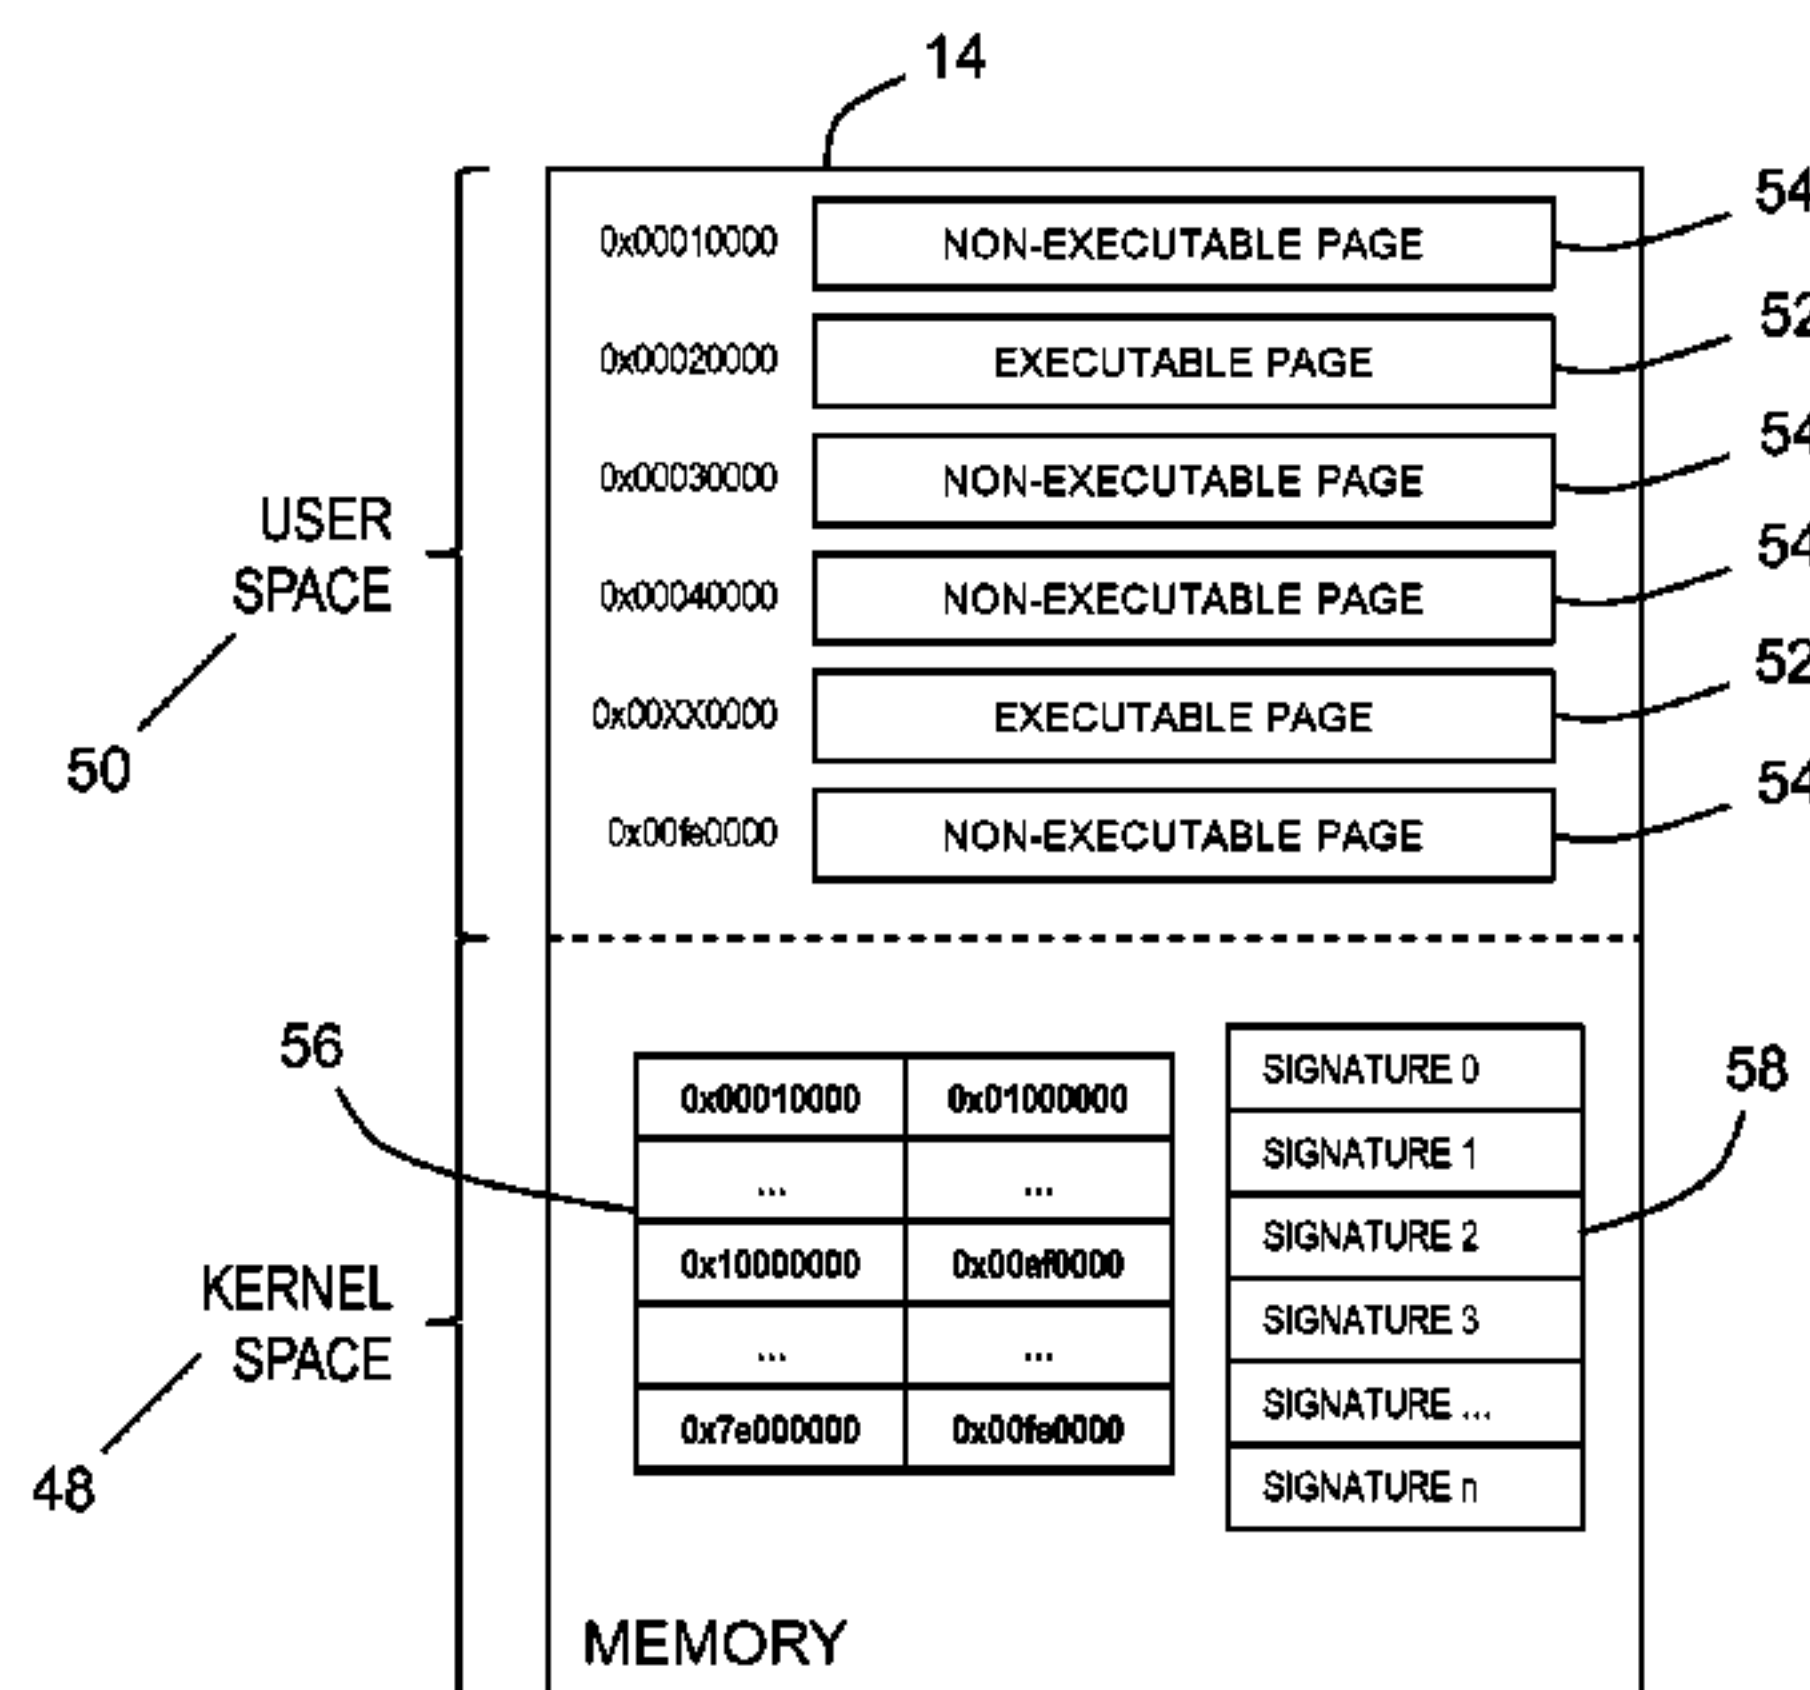 14
0x00010000 NON-EXECUTABLE PAGE 54
0x00020000 EXECUTABLE PAGE 52
0x00030000 NON-EXECUTABLE PAGE 54
USER
SPACE
0x00040000 NON-EXECUTABLE PAGE 54
0x00XX0000 EXECUTABLE PAGE 52
50
0x00fe0000 NON-EXECUTABLE PAGE 54
56
0x00010000 0x01000000
... ...
0x10000000 0x00af0000
... ...
0x7e000000 0x00fe0000
SIGNATURE 0
SIGNATURE 1
SIGNATURE 2
SIGNATURE 3
SIGNATURE ...
SIGNATURE n
58
KERNEL
SPACE
48
MEMORY